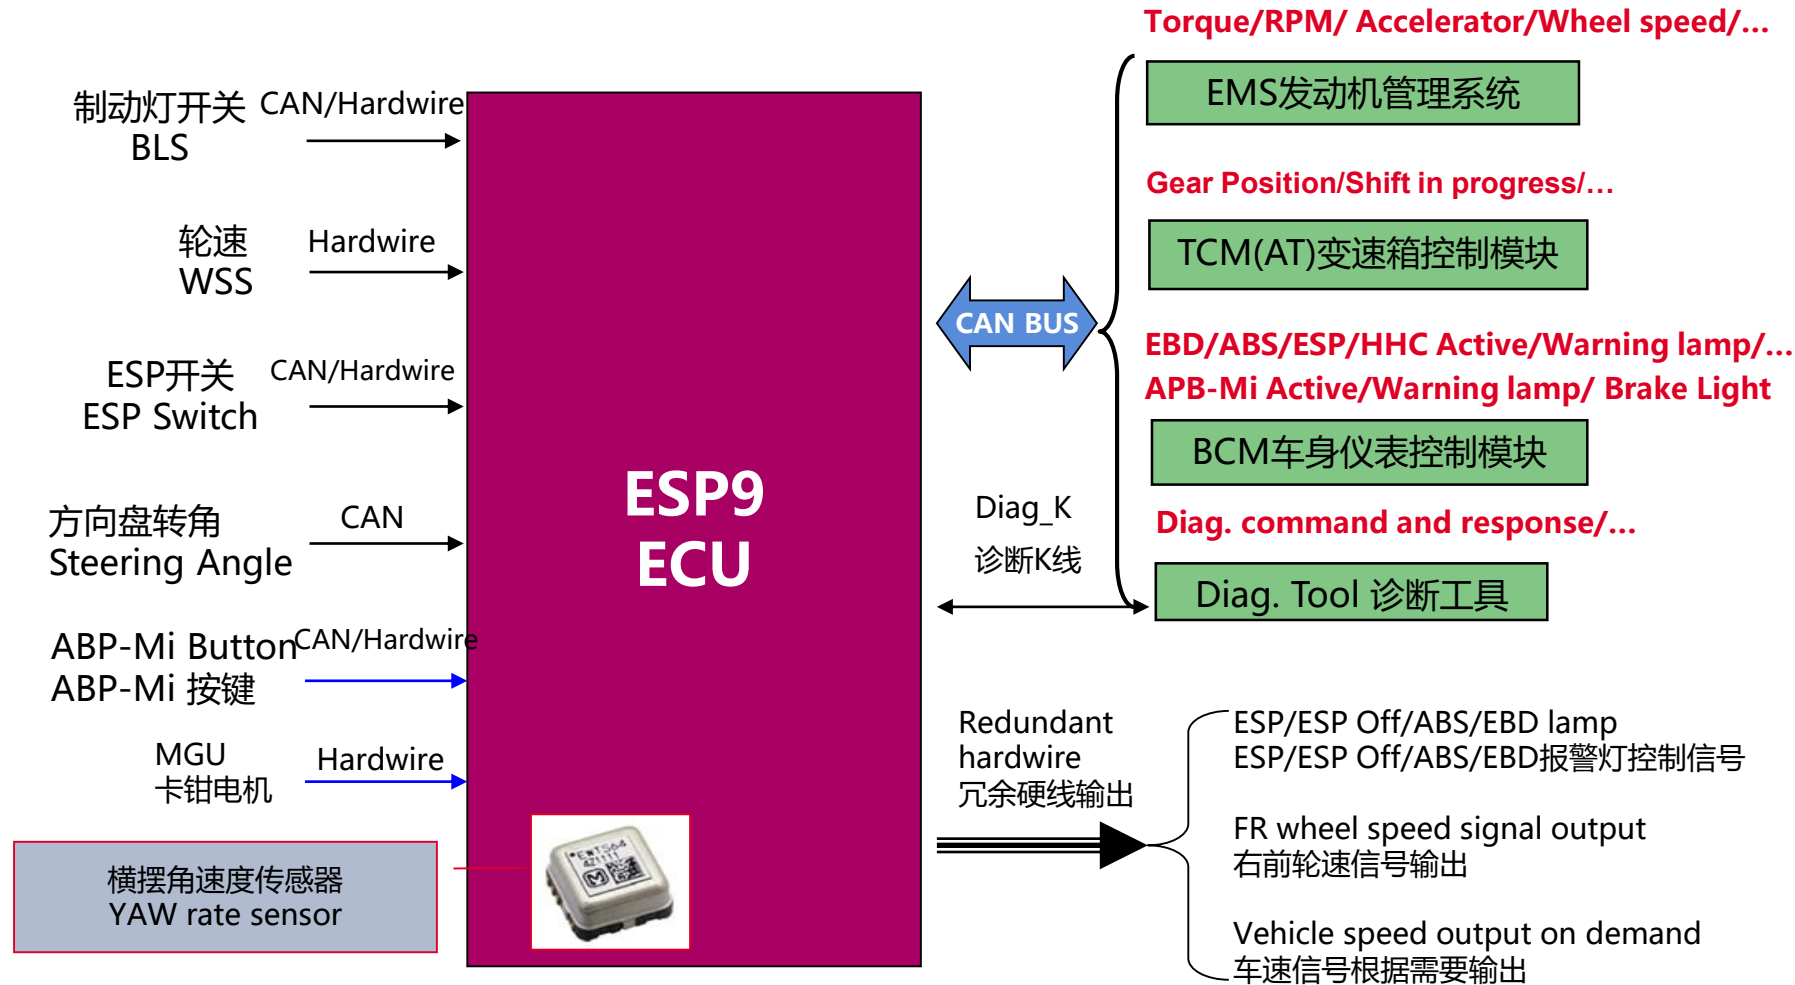 制动灯开关
BLS
CAN/Hardwire
轮速
WSS
Hardwire
ESP开关
ESP Switch
CAN/Hardwire
方向盘转角
Steering Angle
CAN
ABP-Mi Button
ABP-Mi 按键
CAN/Hardwire
MGU
卡钳电机
Hardwire
横摆角速度传感器
YAW rate sensor
ESP9
ECU
EWTS64
4Z1111
CAN BUS
Torque/RPM/ Accelerator/Wheel speed/...
EMS发动机管理系统
Gear Position/Shift in progress/...
TCM(AT)变速箱控制模块
EBD/ABS/ESP/HHC Active/Warning lamp/...
APB-Mi Active/Warning lamp/ Brake Light
BCM车身仪表控制模块
Diag. command and response/...
Diag. Tool 诊断工具
Diag_K
诊断K线
Redundant
hardwire
冗余硬线输出
ESP/ESP Off/ABS/EBD lamp
ESP/ESP Off/ABS/EBD报警灯控制信号
FR wheel speed signal output
右前轮速信号输出
Vehicle speed output on demand
车速信号根据需要输出